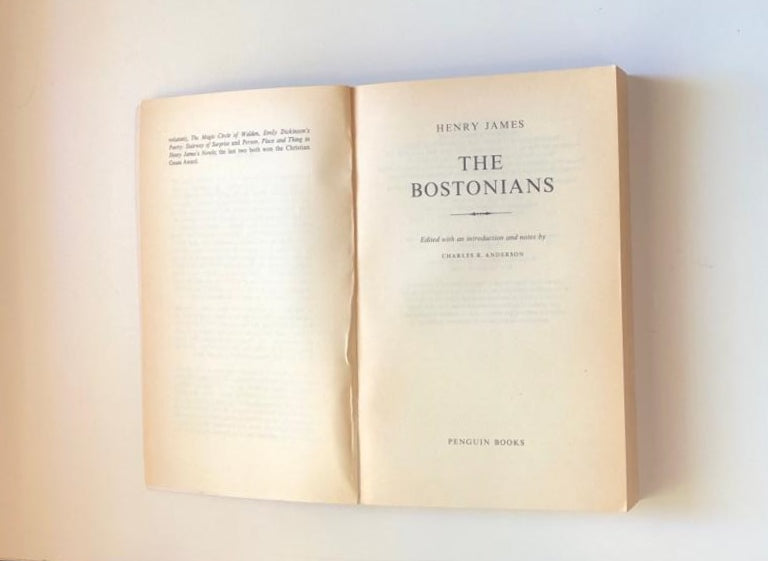 volumes), The Magic Circle of Walden, Emily Dickinson's
Poetry: Stairway of Surprise and Person, Place and Thing in
Henry James's Novels; the last two both won the Christian
Gauss Award.
HENRY JAMES
THE
BOSTONIANS
Edited with an introduction and notes by
CHARLES R. ANDERSON
PENGUIN BOOKS